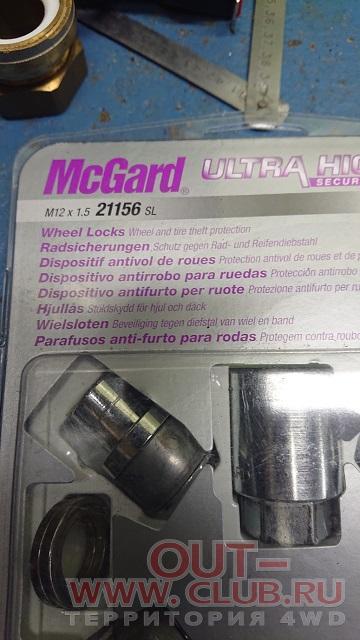 McGard® ULTRA HIG
SECUR
M12 x 1.5 21156 SL
Wheel Locks Wheel and tire theft protection
Radsicherungen Schutz gegen Rad- und Reifendiebstahl
Dispositif antivol de roues Protection antivol de roues et de p
Dispositivo antirrobo para ruedas Protección antirrobo
Dispositivo antifurto per ruote Protezione antifurto per ru
Hjullås Stöldskydd för hjul och däck
Wielsloten Beveiliging tegen diefstal van wiel en band
Parafusos anti-furto para rodas Protegem contra roubo
OUT-
WWW.CLUB.RU
ТЕРРИТОРИЯ 4WD